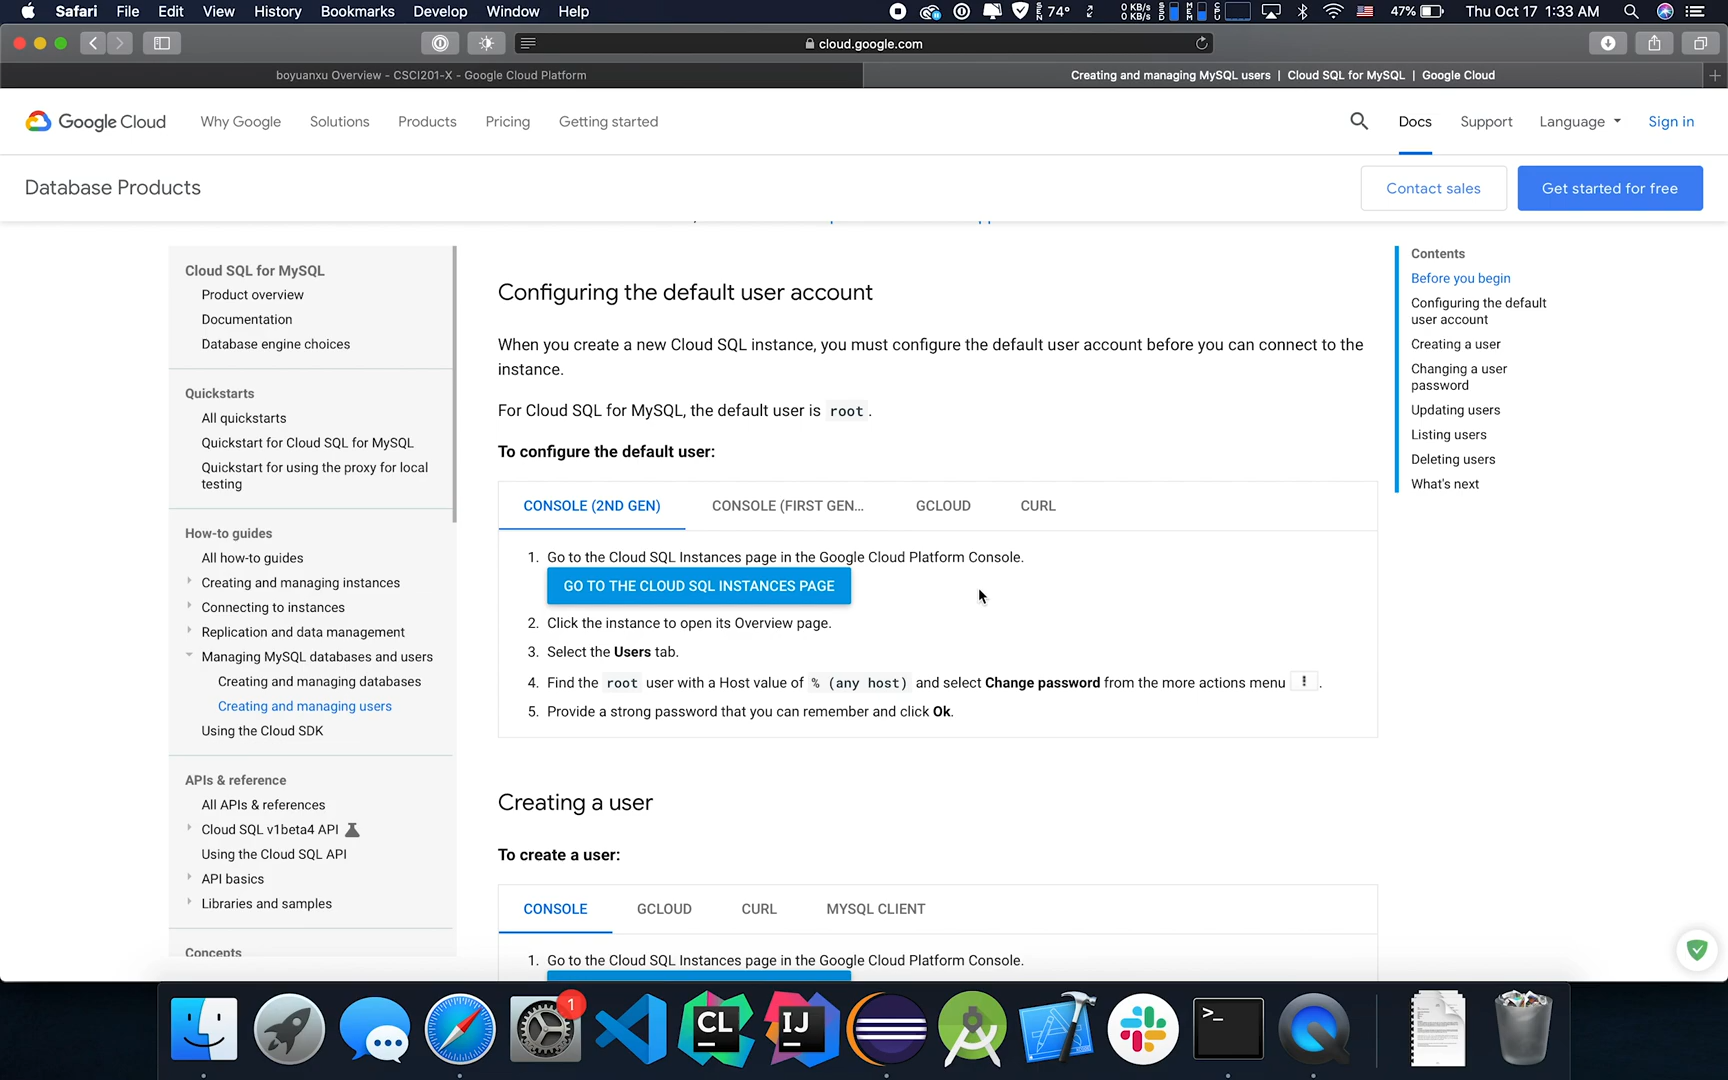 Safari File Edit View History Bookmarks Develop Window Help
SEN 74° 0 KB/s 0 KB/s SSD MEM CPU 47% Thu Oct 17 1:33 AM
cloud.google.com
boyuanxu Overview - CSCI201-X - Google Cloud Platform
Creating and managing MySQL users | Cloud SQL for MySQL | Google Cloud
Google Cloud Why Google Solutions Products Pricing Getting started Docs Support Language Sign in
Database Products Contact sales Get started for free
Cloud SQL for MySQL
Product overview
Documentation
Database engine choices
Quickstarts
All quickstarts
Quickstart for Cloud SQL for MySQL
Quickstart for using the proxy for local
testing
How-to guides
All how-to guides
Creating and managing instances
Connecting to instances
Replication and data management
Managing MySQL databases and users
Creating and managing databases
Creating and managing users
Using the Cloud SDK
APIs & reference
All APIs & references
Cloud SQL v1beta4 API
Using the Cloud SQL API
API basics
Libraries and samples
Concepts
Configuring the default user account
When you create a new Cloud SQL instance, you must configure the default user account before you can connect to the
instance.
For Cloud SQL for MySQL, the default user is root .
To configure the default user:
CONSOLE (2ND GEN) CONSOLE (FIRST GEN... GCLOUD CURL
1. Go to the Cloud SQL Instances page in the Google Cloud Platform Console.
GO TO THE CLOUD SQL INSTANCES PAGE
2. Click the instance to open its Overview page.
3. Select the Users tab.
4. Find the root user with a Host value of % (any host) and select Change password from the more actions menu .
5. Provide a strong password that you can remember and click Ok.
Creating a user
To create a user:
CONSOLE GCLOUD CURL MYSQL CLIENT
1. Go to the Cloud SQL Instances page in the Google Cloud Platform Console.
Contents
Before you begin
Configuring the default
user account
Creating a user
Changing a user
password
Updating users
Listing users
Deleting users
What's next
1
CL
IJ
>_